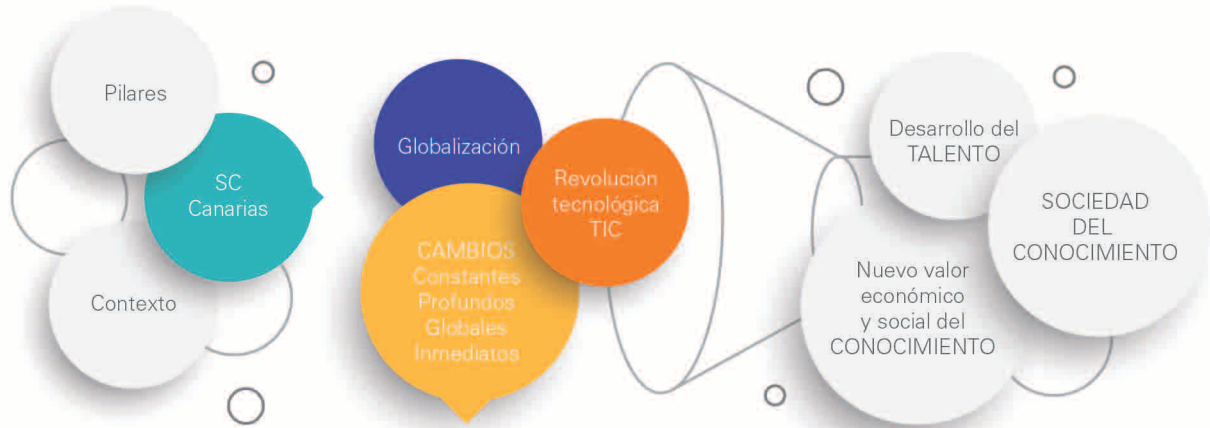 Pilares
SC
Canarias
Contexto
Globalización
Revolución
tecnológica
TIC
CAMBIOS
Constantes
Profundos
Globales
Inmediatos
Desarrollo del
TALENTO
SOCIEDAD
DEL
CONOCIMIENTO
Nuevo valor
económico
y social del
CONOCIMIENTO